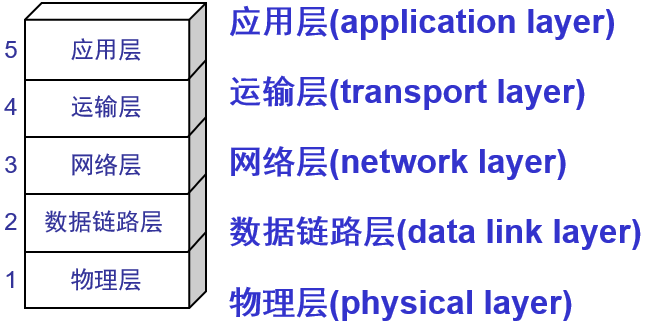 5 应用层
4 运输层
3 网络层
2 数据链路层
1 物理层
应用层(application layer)
运输层(transport layer)
网络层(network layer)
数据链路层(data link layer)
物理层(physical layer)